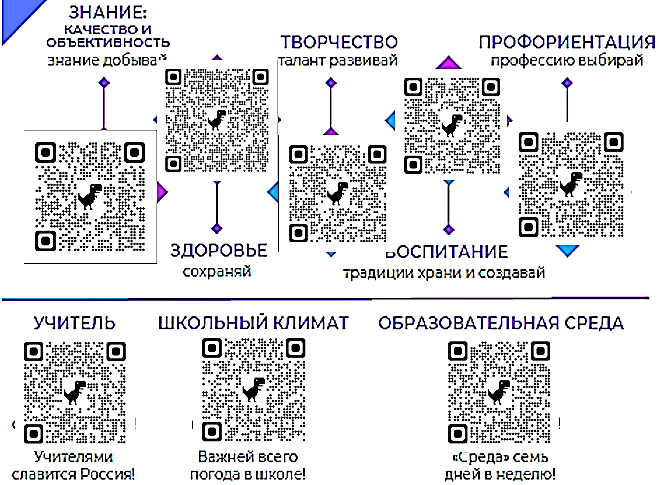 ЗНАНИЕ:
КАЧЕСТВО И
ОБЪЕКТИВНОСТЬ
знание добывай
ТВОРЧЕСТВО
талант развивай
ПРОФОРИЕНТАЦИЯ
профессию выбирай
ЗДОРОВЬЕ
сохраняй
ВОСПИТАНИЕ
традиции храни и создавай
УЧИТЕЛЬ
ШКОЛЬНЫЙ КЛИМАТ
ОБРАЗОВАТЕЛЬНАЯ СРЕДА
Учителями
славится Россия!
Важней всего
погода в школе!
«Среда» семь
дней в неделю!